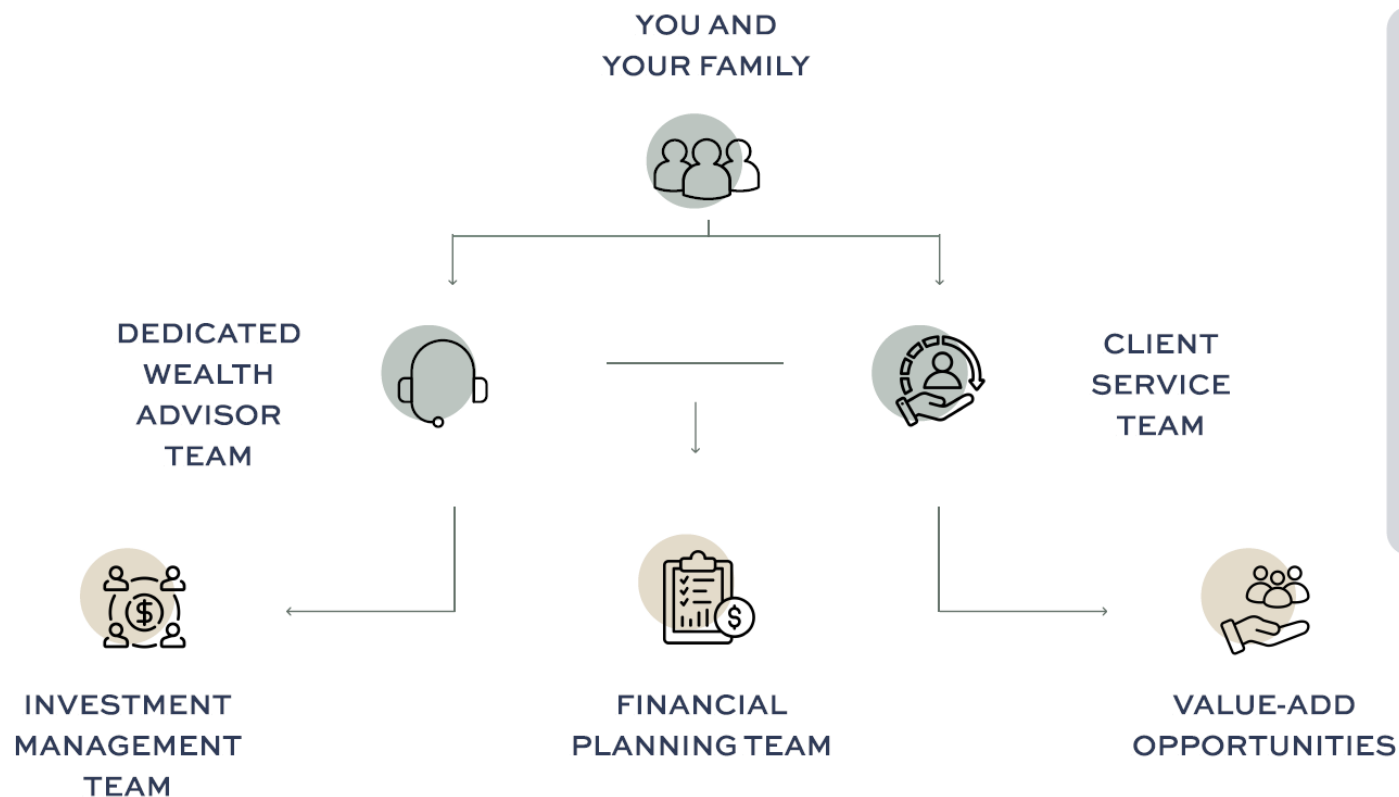 YOU AND
YOUR FAMILY
DEDICATED
WEALTH
ADVISOR
TEAM
CLIENT
SERVICE
TEAM
INVESTMENT
MANAGEMENT
TEAM
FINANCIAL
PLANNING TEAM
VALUE-ADD
OPPORTUNITIES